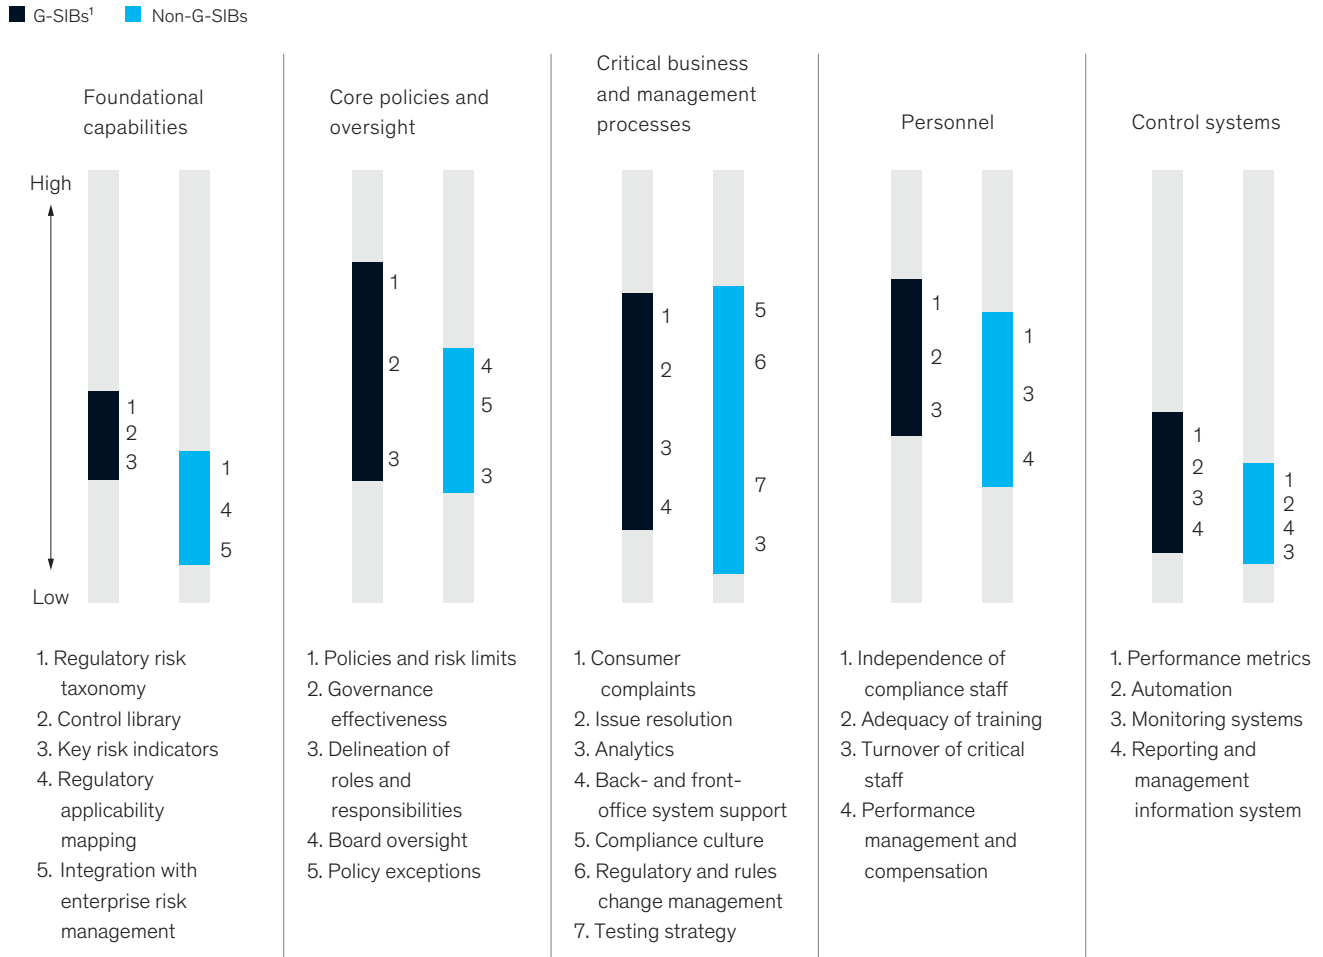 G-SIBs¹ Non-G-SIBs
Foundational
capabilities
High
Low
1
2
3
1
4
5
1. Regulatory risk
taxonomy
2. Control library
3. Key risk indicators
4. Regulatory
applicability
mapping
5. Integration with
enterprise risk
management
Core policies and
oversight
1
2
3
4
5
3
1. Policies and risk limits
2. Governance
effectiveness
3. Delineation of
roles and
responsibilities
4. Board oversight
5. Policy exceptions
Critical business
and management
processes
1
2
3
4
5
6
7
3
1. Consumer
complaints
2. Issue resolution
3. Analytics
4. Back- and front-
office system support
5. Compliance culture
6. Regulatory and rules
change management
7. Testing strategy
Personnel
1
2
3
1
3
4
1. Independence of
compliance staff
2. Adequacy of training
3. Turnover of critical
staff
4. Performance
management and
compensation
Control systems
1
2
3
4
1
2
4
3
1. Performance metrics
2. Automation
3. Monitoring systems
4. Reporting and
management
information system